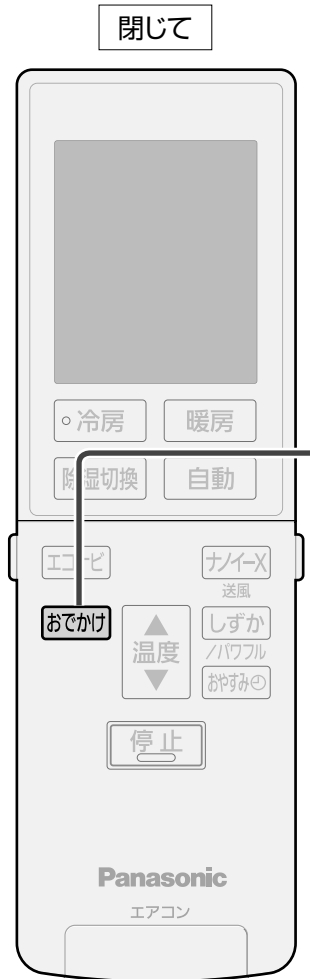 閉じて
冷房
暖房
除湿切換
自動
エコナビ
ナノイーX
送風
おでかけ
温度
しずか
/パワフル
おやすみ
停止
Panasonic
エアコン